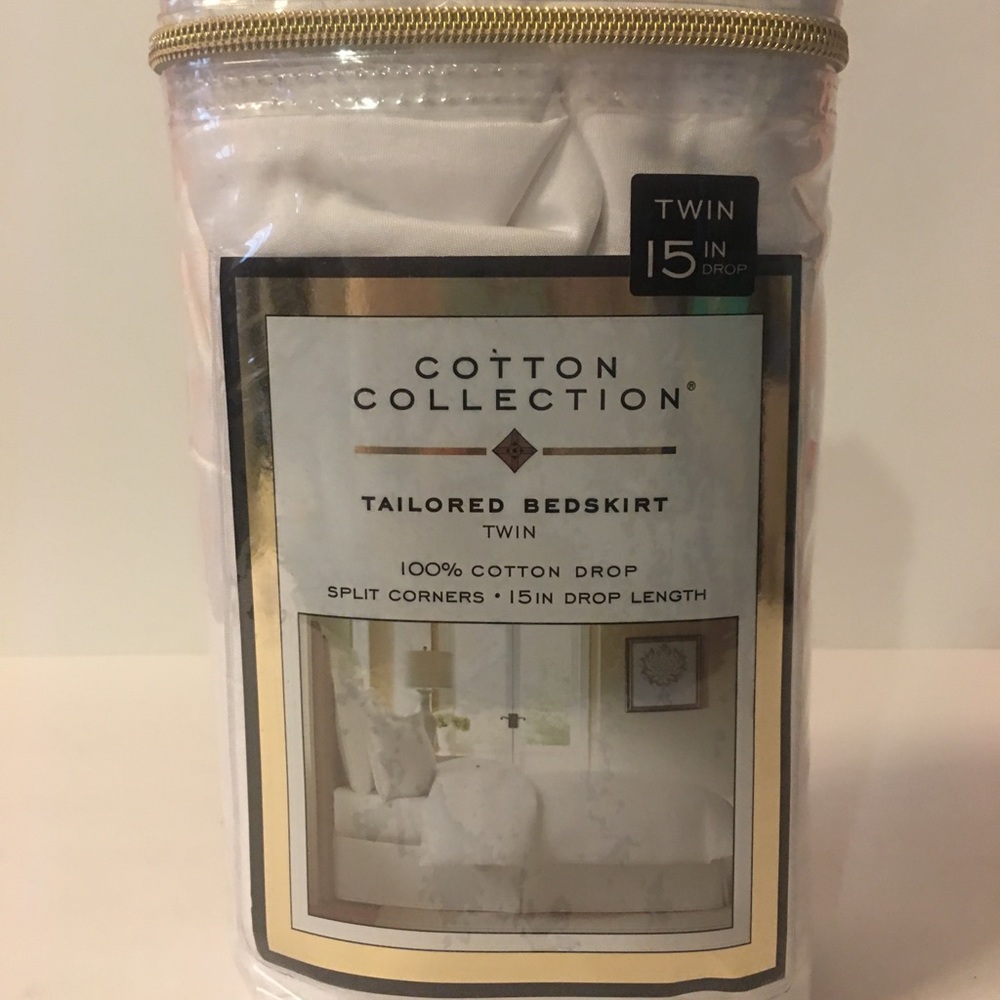 TWIN
15 IN
DROP
COTTON
COLLECTION®
TAILORED BEDSKIRT
TWIN
100% COTTON DROP
SPLIT CORNERS • 15IN DROP LENGTH